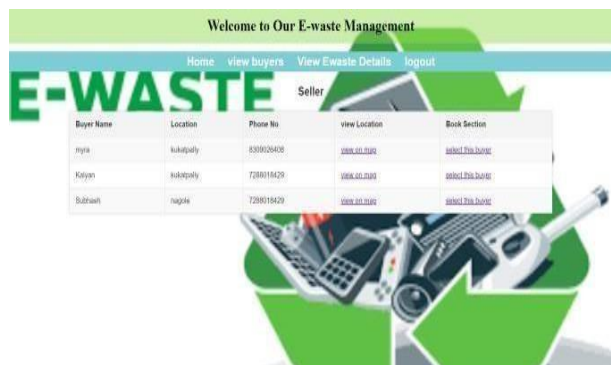 Welcome to Our E-waste Management
Home view buyers View Ewaste Details logout
E-WASTE
Seller
Buyer Name Location Phone No view Location Book Section
myra kukatpally 8309026408 view on map select this buyer
Kalyan kukatpally 7288018429 view on map select this buyer
Subhash nagole 7288018429 view on map select this buyer